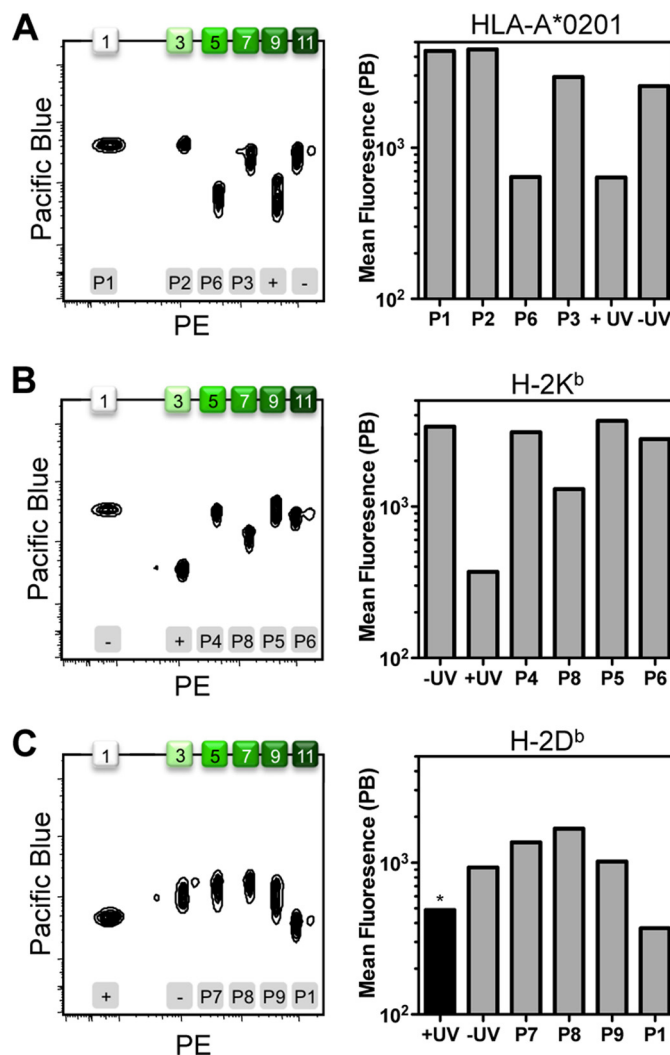 A
1 3 5 7 9 11
Pacific Blue
P1 P2 P6 P3 + -
PE
HLA-A*0201
Mean Fluoresence (PB)
10³
10²
P1 P2 P6 P3 + UV -UV
B
1 3 5 7 9 11
Pacific Blue
- + P4 P8 P5 P6
PE
H-2Kᵇ
Mean Fluoresence (PB)
10³
10²
-UV +UV P4 P8 P5 P6
C
1 3 5 7 9 11
Pacific Blue
+ - P7 P8 P9 P1
PE
H-2Dᵇ
Mean Fluoresence (PB)
10³
10²
*
+UV -UV P7 P8 P9 P1